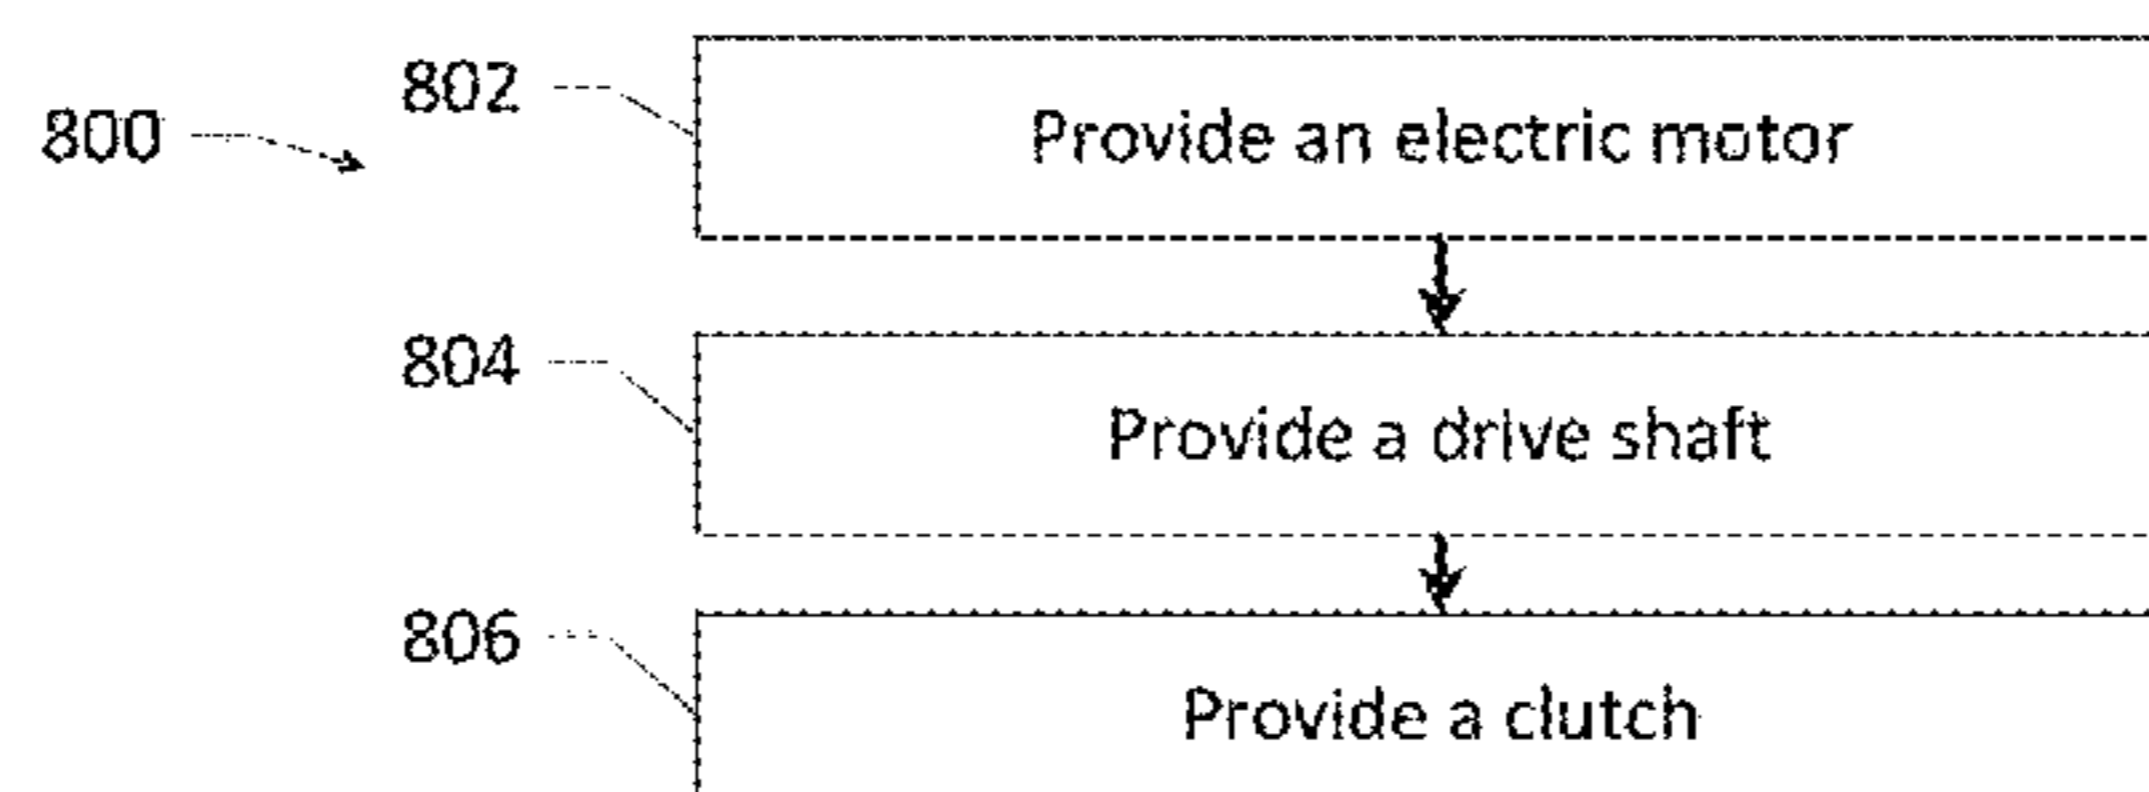 802
800
Provide an electric motor
804
Provide a drive shaft
806
Provide a clutch